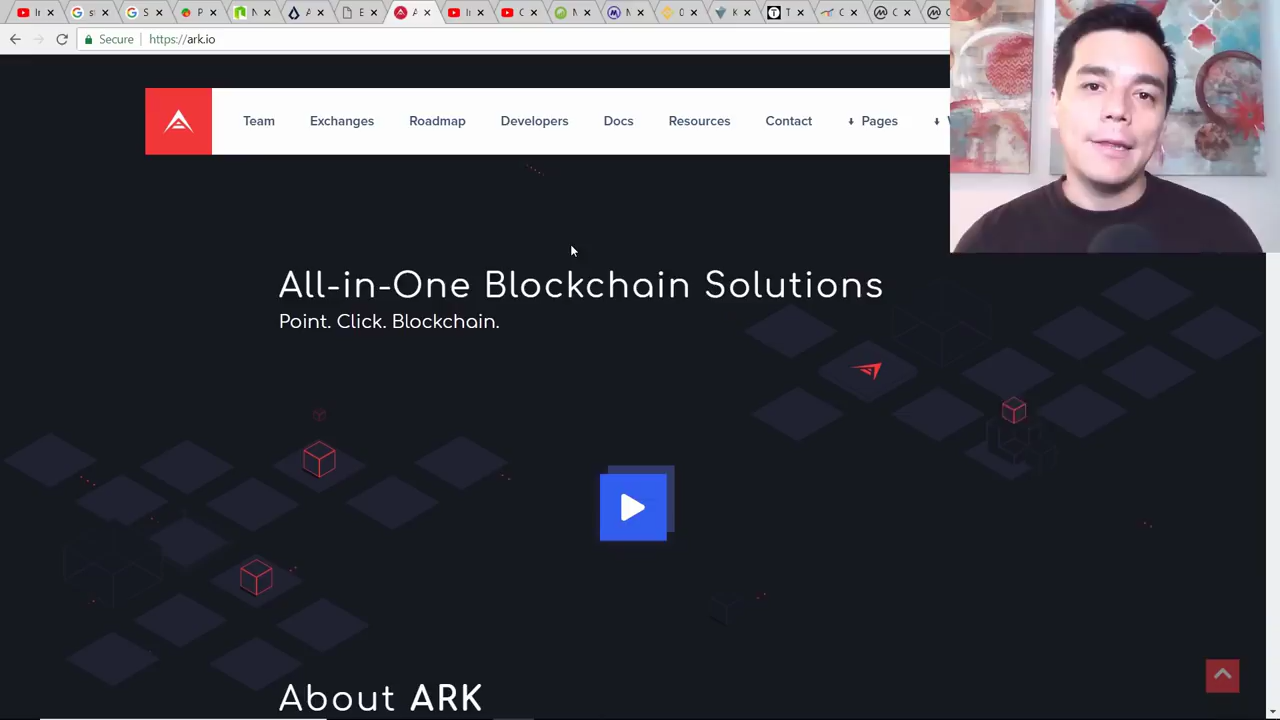 Secure
https://ark.io
Team
Exchanges
Roadmap
Developers
Docs
Resources
Contact
Pages
All-in-One Blockchain Solutions
Point. Click. Blockchain.
About ARK